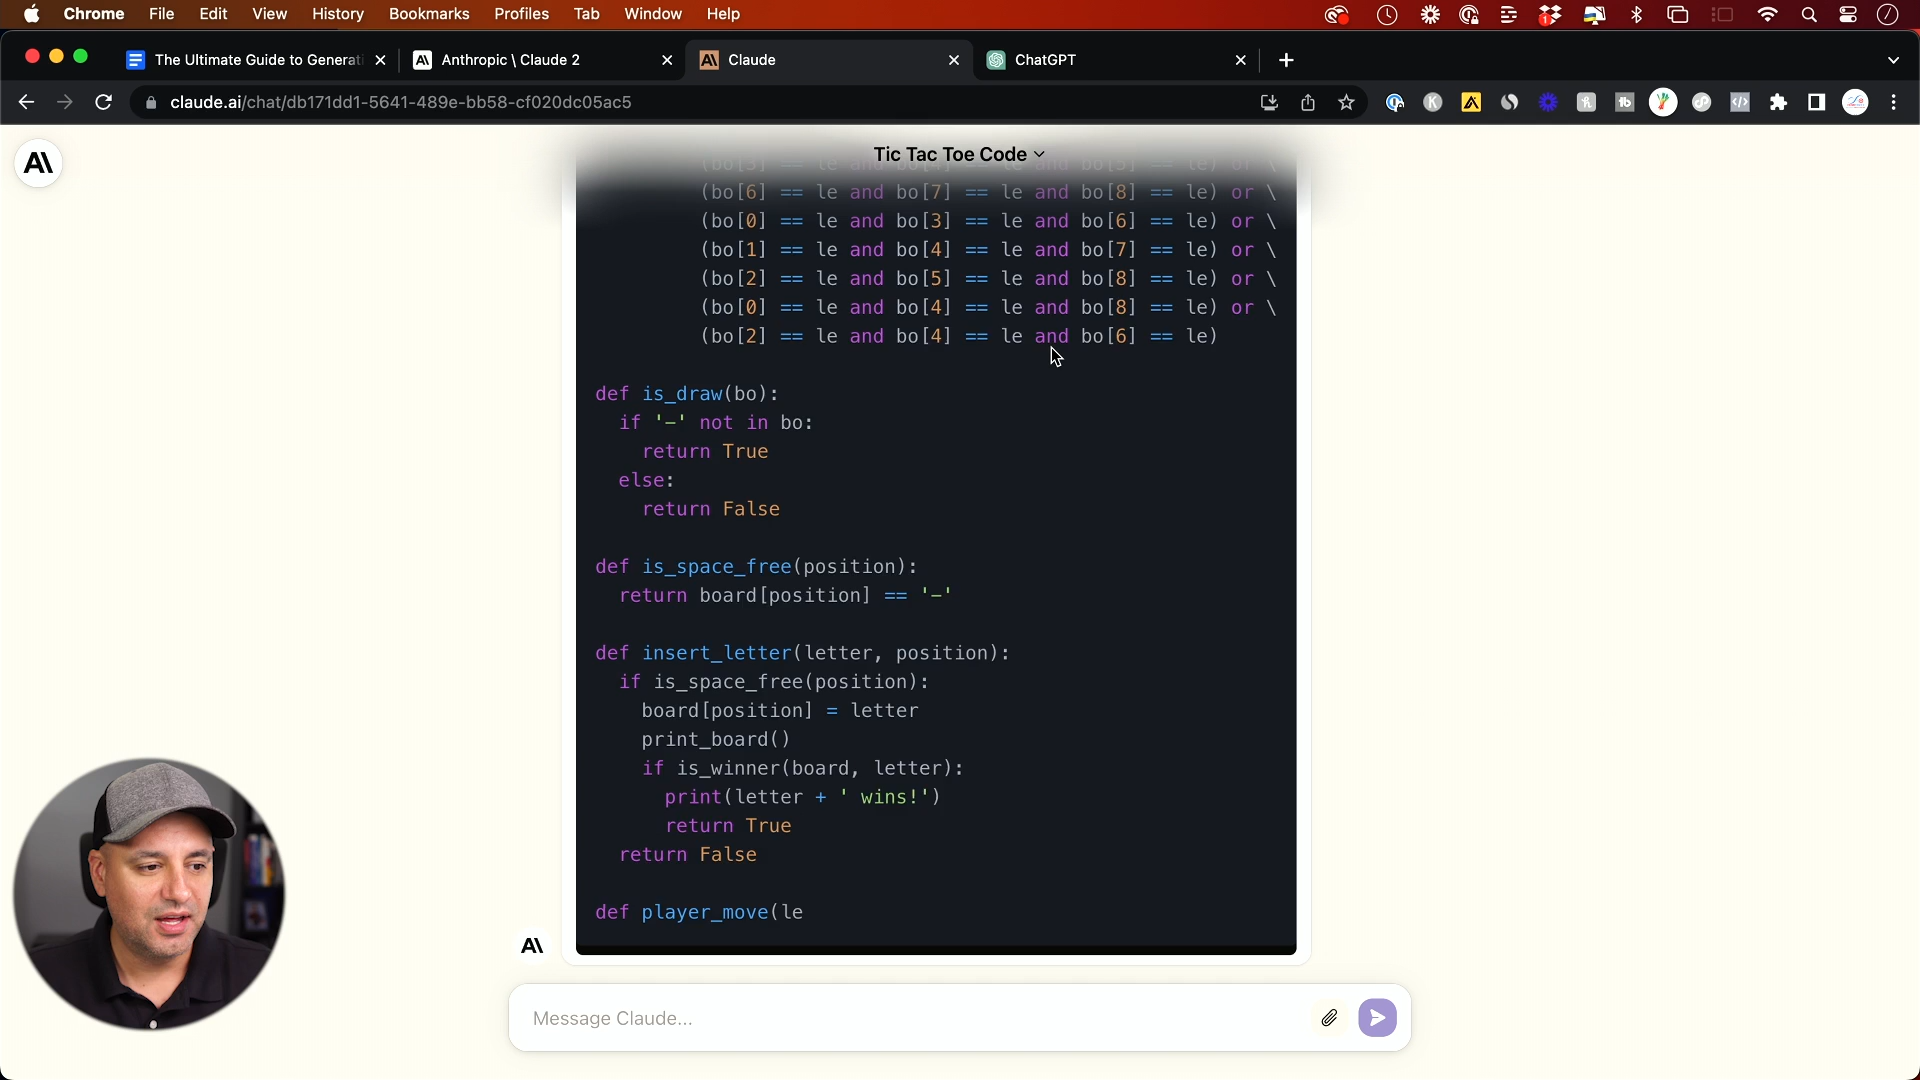 Chrome File Edit View History Bookmarks Profiles Tab Window Help
The Ultimate Guide to Generat
Anthropic \ Claude 2
Claude
ChatGPT
claude.ai/chat/db171dd1-5641-489e-bb58-cf020dc05ac5
Tic Tac Toe Code
(bo[6] == le and bo[7] == le and bo[8] == le) or \
(bo[0] == le and bo[3] == le and bo[6] == le) or \
(bo[1] == le and bo[4] == le and bo[7] == le) or \
(bo[2] == le and bo[5] == le and bo[8] == le) or \
(bo[0] == le and bo[4] == le and bo[8] == le) or \
(bo[2] == le and bo[4] == le and bo[6] == le)
def is_draw(bo):
if '-' not in bo:
return True
else:
return False
def is_space_free(position):
return board[position] == '-'
def insert_letter(letter, position):
if is_space_free(position):
board[position] = letter
print_board()
if is_winner(board, letter):
print(letter + ' wins!')
return True
return False
def player_move(le
Message Claude...